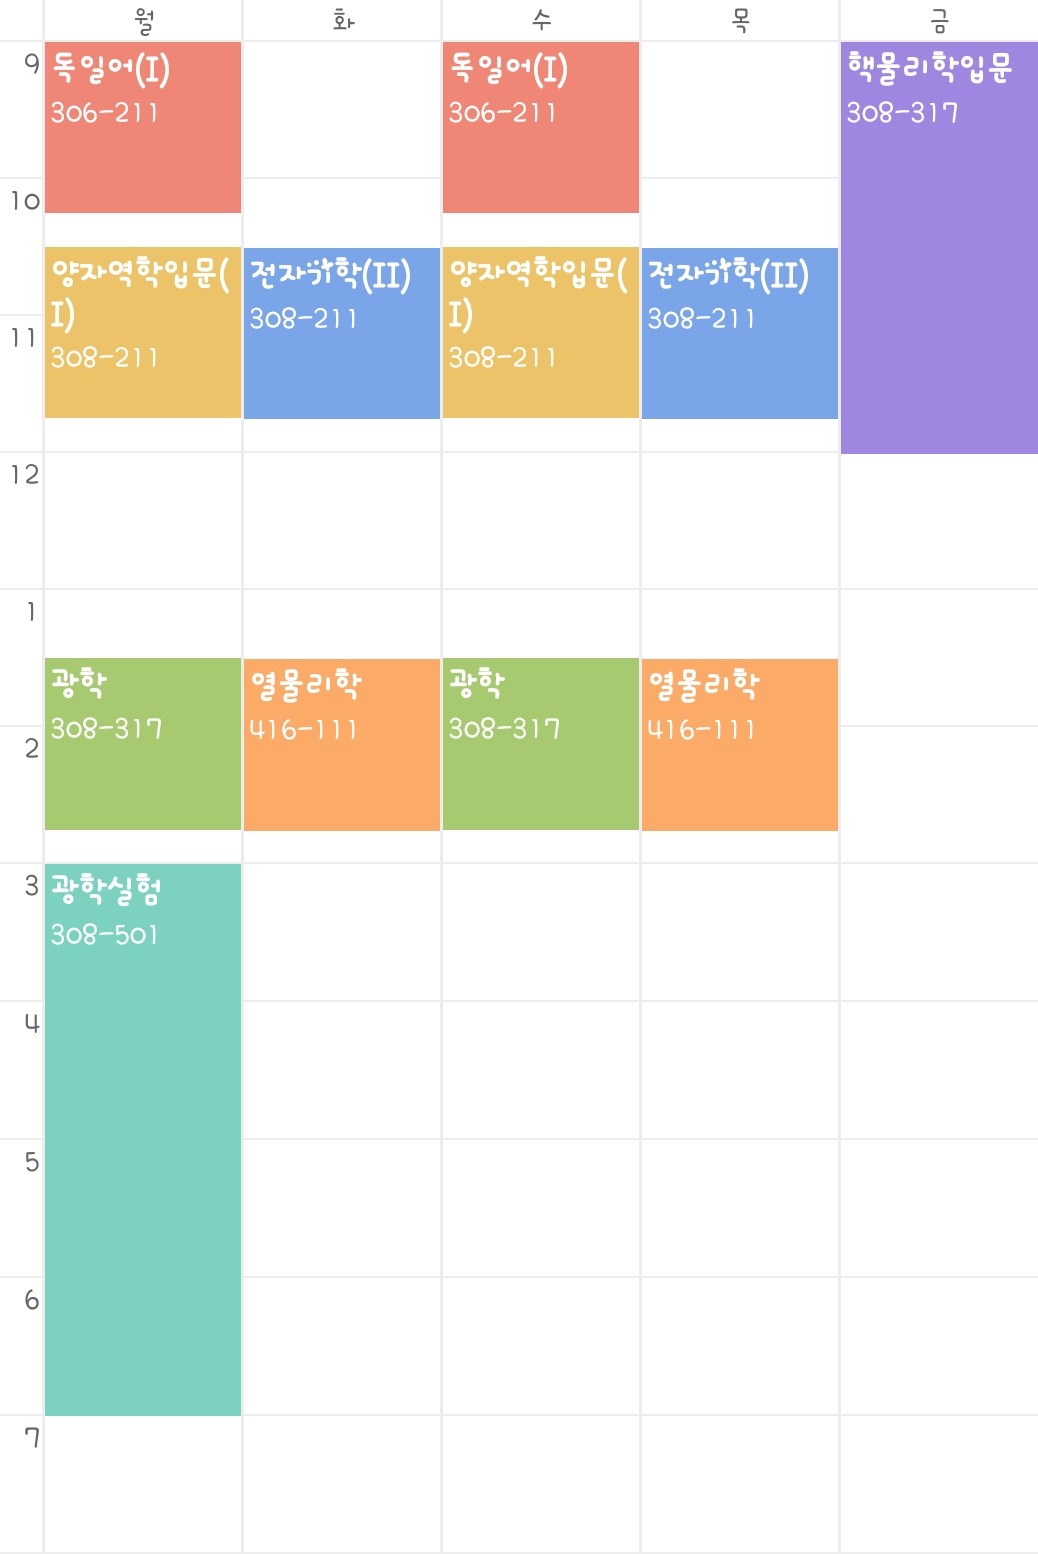 월 화 수 목 금
9
독일어(I)
306-211
독일어(I)
306-211
핵물리학입문
308-317
10
양자역학입문(
I)
308-211
전자기학(II)
308-211
양자역학입문(
I)
308-211
전자기학(II)
308-211
11
12
1
광학
308-317
열물리학
416-111
광학
308-317
열물리학
416-111
2
3
광학실험
308-501
4
5
6
7